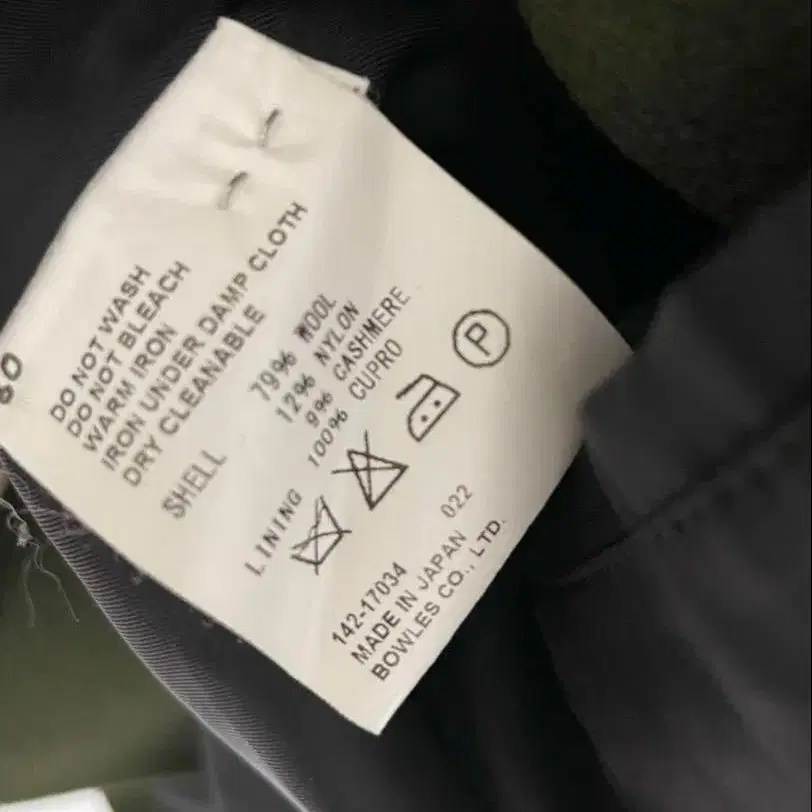 60
DO NOT WASH
DO NOT BLEACH
WARM IRON
IRON UNDER DAMP CLOTH
DRY CLEANABLE
SHELL 79% WOOL
12% NYLON
9% CASHMERE
LINING 100% CUPRO
P
142-17034 022
MADE IN JAPAN
BOWLES CO., LTD.